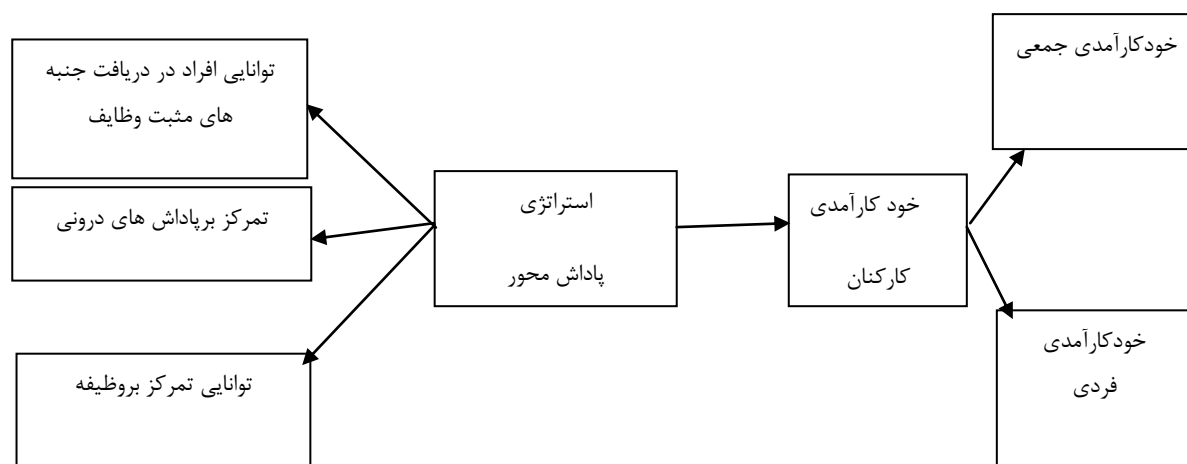 خودکارآمدی جمعی
توانایی افراد در دریافت جنبه
های مثبت وظایف
استراتژی
پاداش محور
خود کارآمدی
کارکنان
تمرکز برپاداش های درونی
خودکارآمدی
فردی
توانایی تمرکز بروظیفه